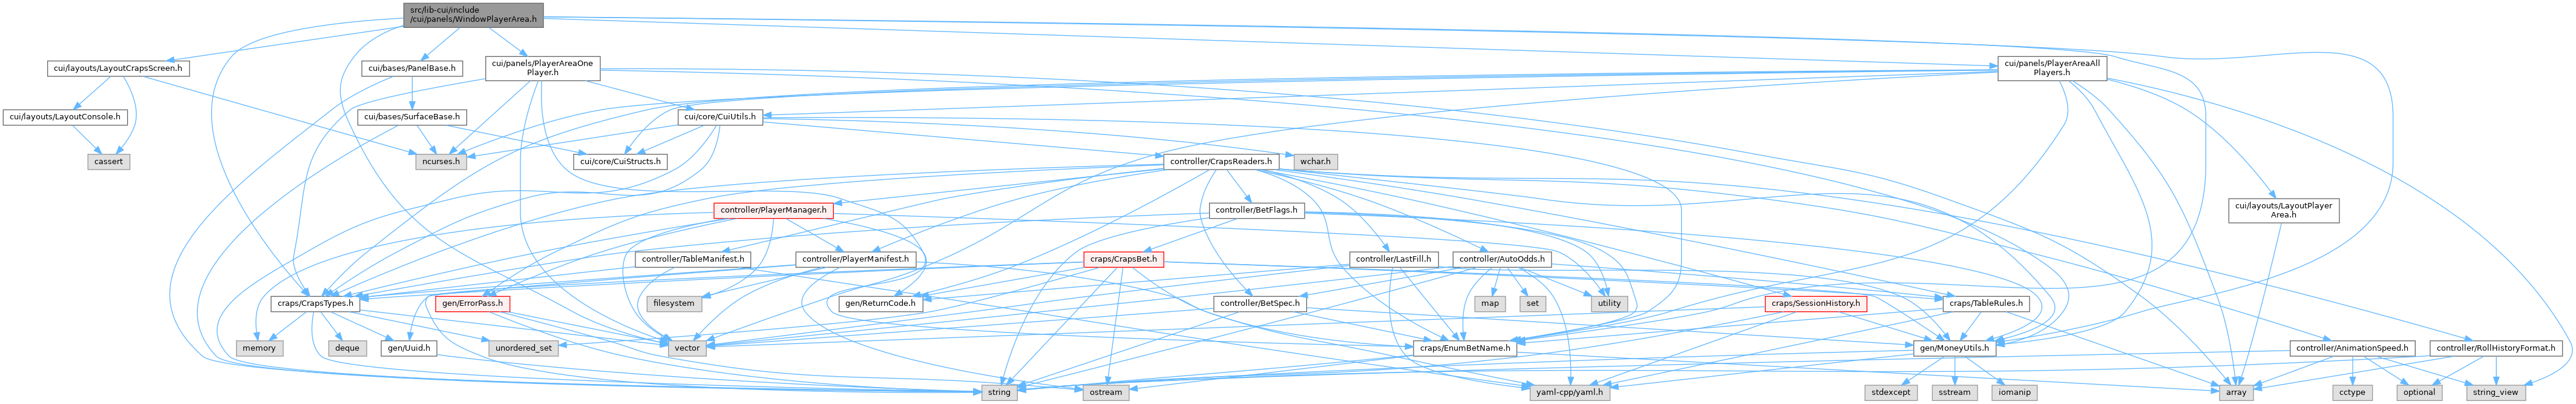 src/lib-cui/include
/cui/panels/WindowPlayerArea.h
cui/layouts/LayoutCrapsScreen.h
cui/bases/PanelBase.h
cui/panels/PlayerAreaOne
Player.h
cui/panels/PlayerAreaAll
Players.h
cui/layouts/LayoutConsole.h
cui/bases/SurfaceBase.h
cui/core/CuiUtils.h
cassert
ncurses.h
cui/core/CuiStructs.h
controller/CrapsReaders.h
wchar.h
controller/PlayerManager.h
controller/BetFlags.h
cui/layouts/LayoutPlayer
Area.h
controller/TableManifest.h
controller/PlayerManifest.h
craps/CrapsBet.h
controller/LastFill.h
controller/AutoOdds.h
craps/CrapsTypes.h
gen/ErrorPass.h
filesystem
gen/ReturnCode.h
controller/BetSpec.h
map
set
utility
craps/SessionHistory.h
craps/TableRules.h
memory
deque
gen/Uuid.h
unordered_set
vector
craps/EnumBetName.h
gen/MoneyUtils.h
controller/AnimationSpeed.h
controller/RollHistoryFormat.h
string
ostream
yaml-cpp/yaml.h
stdexcept
sstream
iomanip
array
cctype
optional
string_view